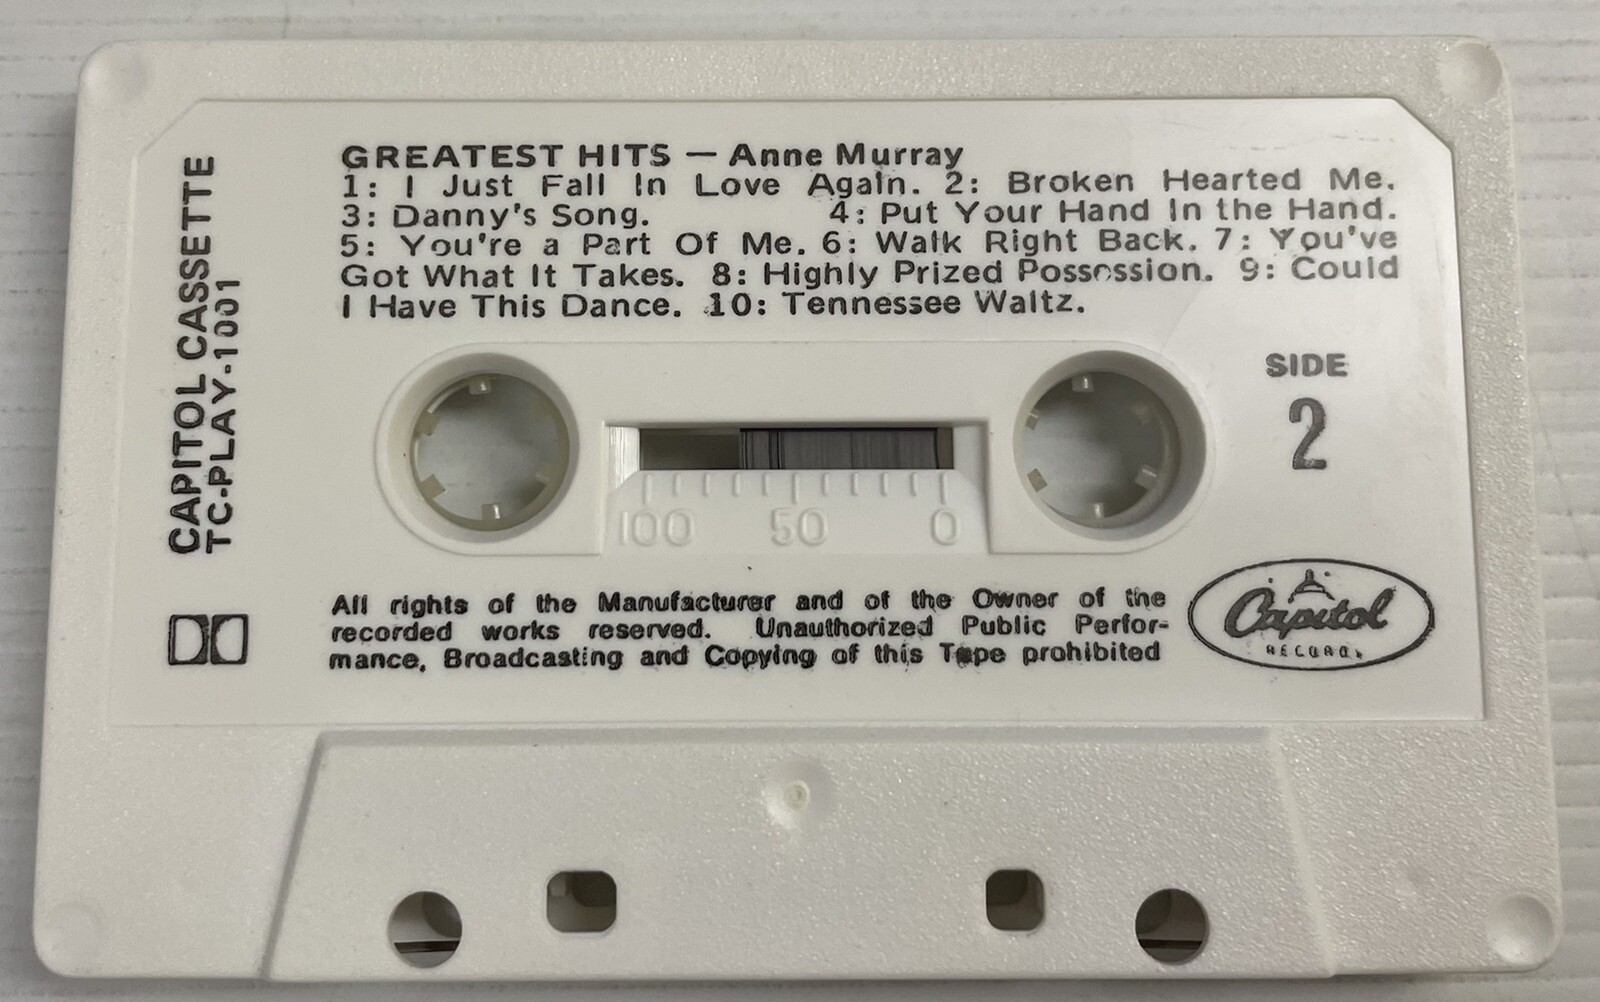 GREATEST HITS — Anne Murray
1: I Just Fall In Love Again. 2: Broken Hearted Me.
3: Danny's Song. 4: Put Your Hand In the Hand.
5: You're a Part Of Me. 6: Walk Right Back. 7: You've
Got What It Takes. 8: Highly Prized Possession. 9: Could
I Have This Dance. 10: Tennessee Waltz.
CAPITOL CASSETTE
TC-PLAY-1001
SIDE
2
100 50 0
All rights of the Manufacturer and of the Owner of the
recorded works reserved. Unauthorized Public Perfor-
mance, Broadcasting and Copying of this Tape prohibited
Capitol
RECORDS